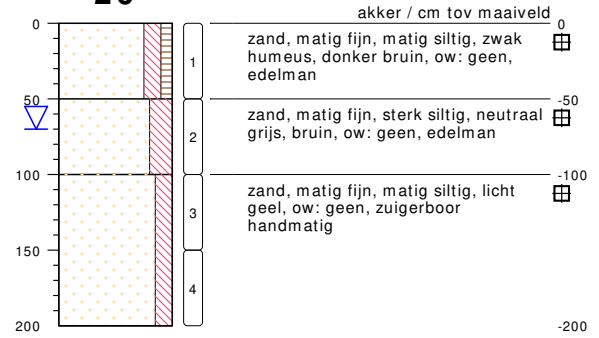 akker / cm tov maaiveld
0
0
1
zand, matig fijn, matig siltig, zwak
humeus, donker bruin, ow: geen,
edelman
50
-50
2
zand, matig fijn, sterk siltig, neutraal
grijs, bruin, ow: geen, edelman
100
-100
3
zand, matig fijn, matig siltig, licht
geel, ow: geen, zuigerboor
handmatig
150
4
200
-200